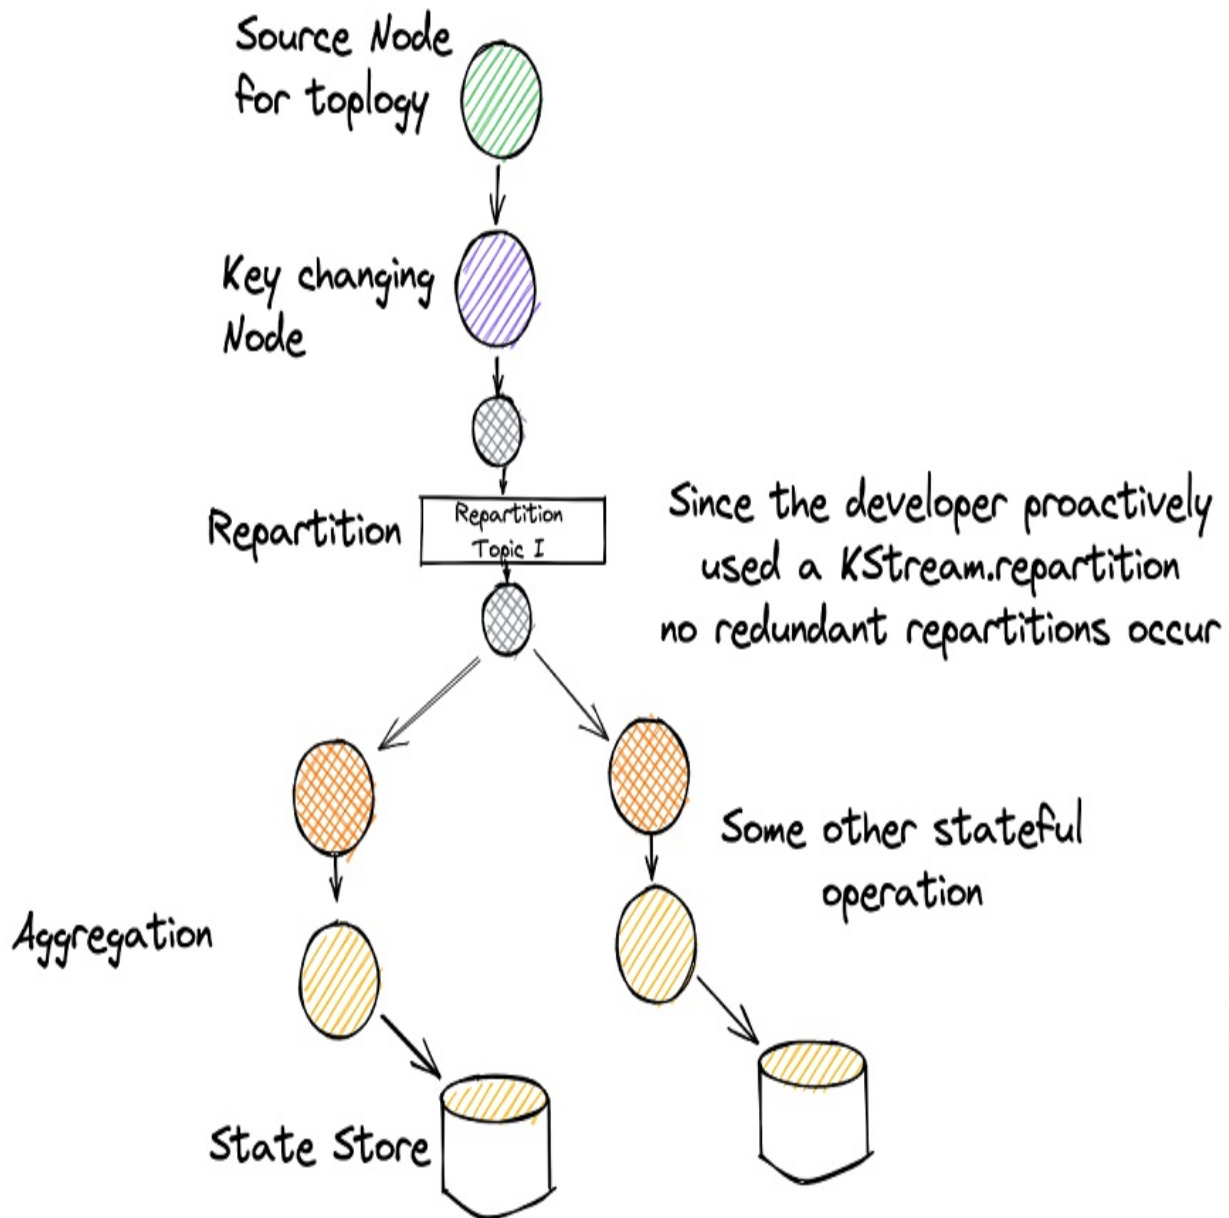 Source Node
for toplogy
Key changing
Node
Repartition
Repartition
Topic I
Since the developer proactively
used a KStream.repartition
no redundant repartitions occur
Some other stateful
operation
Aggregation
State Store